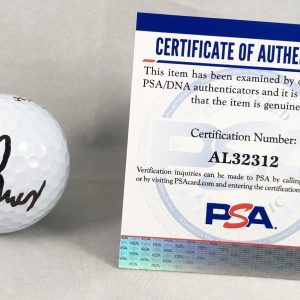 CERTIFICATE OF AUTHE
This item has been examined by o
PSA/DNA authenticators and it is
that the item is genuine
Certification Number:
AL32312
Verification inquiries can be made to PSA by calling
or by visiting PSAcard.com and entering the certification
PSA